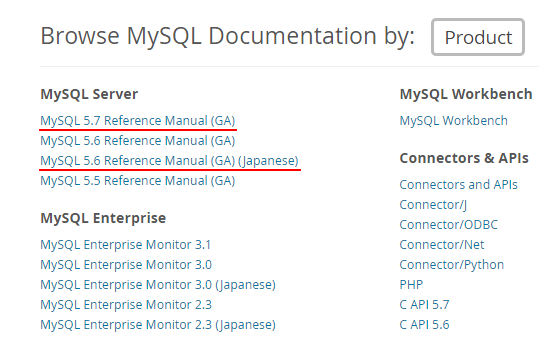 Browse MySQL Documentation by: Product
MySQL Server
MySQL 5.7 Reference Manual (GA)
MySQL 5.6 Reference Manual (GA)
MySQL 5.6 Reference Manual (GA) (Japanese)
MySQL 5.5 Reference Manual (GA)
MySQL Enterprise
MySQL Enterprise Monitor 3.1
MySQL Enterprise Monitor 3.0
MySQL Enterprise Monitor 3.0 (Japanese)
MySQL Enterprise Monitor 2.3
MySQL Enterprise Monitor 2.3 (Japanese)
MySQL Workbench
MySQL Workbench
Connectors & APIs
Connectors and APIs
Connector/J
Connector/ODBC
Connector/Net
Connector/Python
PHP
C API 5.7
C API 5.6